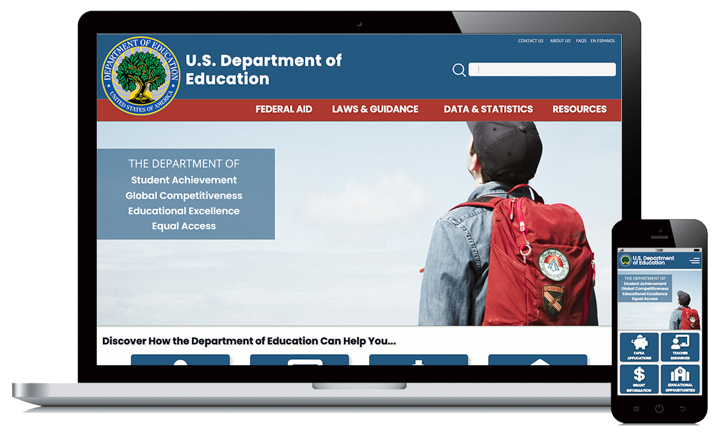 CONTACT US ABOUT US FAQS EN ESPANOL
DEPARTMENT OF EDUCATION
UNITED STATES OF AMERICA
U.S. Department of
Education
FEDERAL AID LAWS & GUIDANCE DATA & STATISTICS RESOURCES
THE DEPARTMENT OF
Student Achievement
Global Competitiveness
Educational Excellence
Equal Access
Discover How the Department of Education Can Help You...
U.S. Department
of Education
THE DEPARTMENT OF
Student Achievement
Global Competitiveness
Educational Excellence
Equal Access
FAFSA
APPLICATIONS
TEACHER
RESOURCES
GRANT
INFORMATION
EDUCATIONAL
OPPORTUNITIES